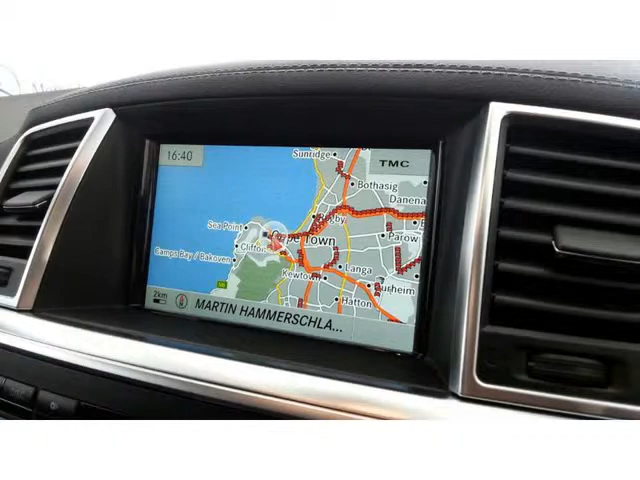 16:40
TMC
Sunridge
Bothasig
Danena
Sea Point
Clifton
Cape Town
Parow
Camps Bay / Bakoven
Langa
Kewtown
Hatton
2km
MARTIN HAMMERSCHLA...